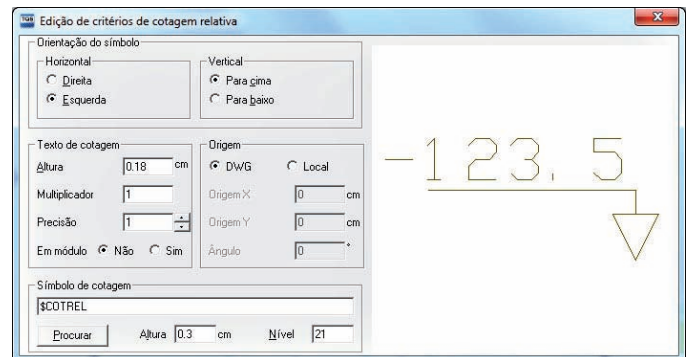 TQS Edição de critérios de cotagem relativa
Orientação do símbolo
Horizontal
Direita
Esquerda
Vertical
Para cima
Para baixo
Texto de cotagem
Altura 0.18 cm
Multiplicador 1
Precisão 1
Em módulo Não Sim
Origem
DWG Local
Origem X 0 cm
Origem Y 0 cm
Ângulo 0 °
Símbolo de cotagem
$COTREL
Procurar Altura 0.3 cm Nível 21
-123.5